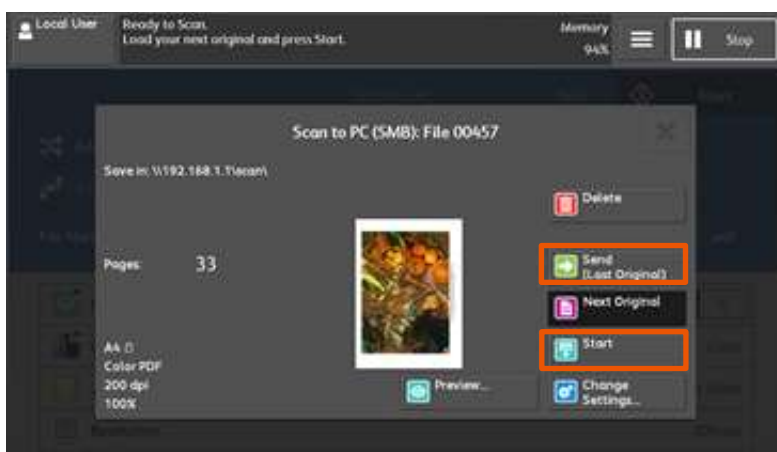 Local User
Ready to Scan.
Load your next original and press Start.
Memory
94%
Stop
Scan to PC (SMB): File 00457
Save in: \\192.168.1.1\scan\
Delete
Pages:
33
Send
(Last Original)
Next Original
Start
A4
Color PDF
200 dpi
100%
Preview...
Change
Settings...